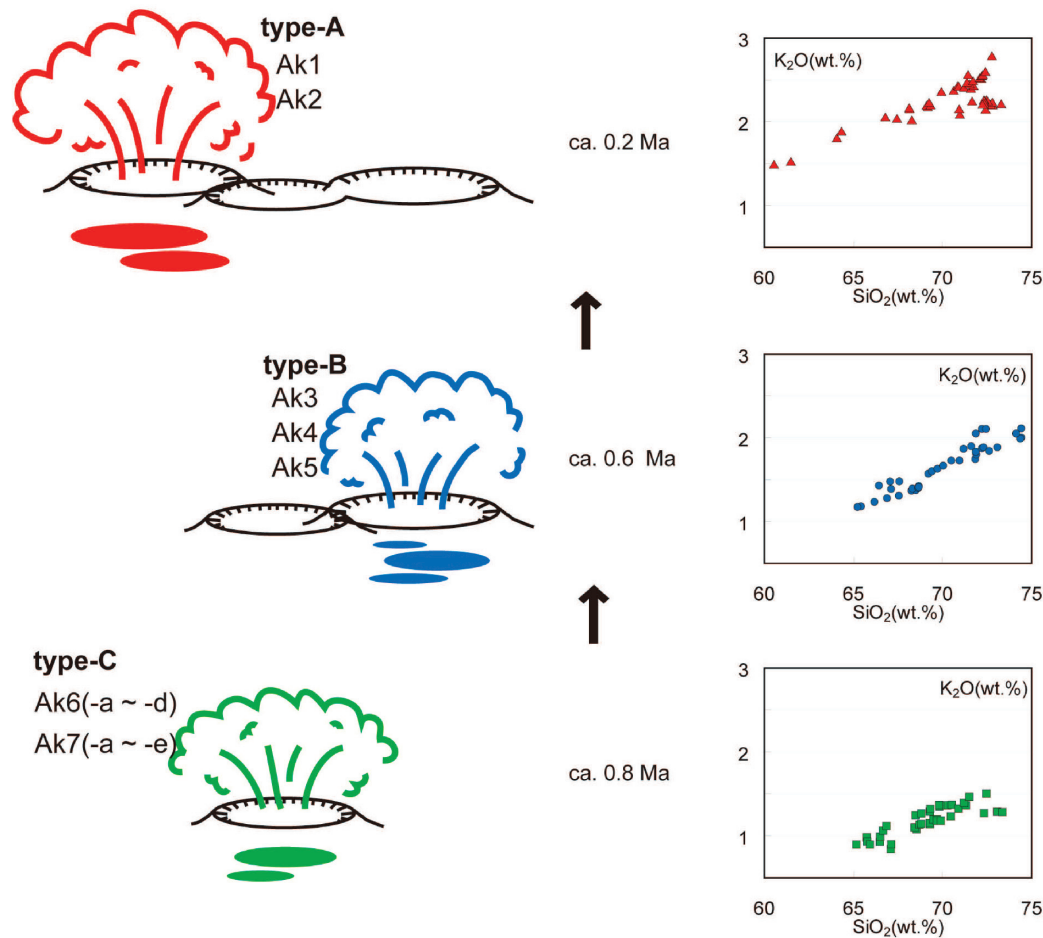 type-A
Ak1
Ak2
ca. 0.2 Ma
3
K₂O(wt.%)
2
1
60 65 70 75
SiO₂(wt.%)
type-B
Ak3
Ak4
Ak5
ca. 0.6 Ma
3
K₂O(wt.%)
2
1
60 65 70 75
SiO₂(wt.%)
type-C
Ak6(-a ~ -d)
Ak7(-a ~ -e)
ca. 0.8 Ma
3
K₂O(wt.%)
2
1
60 65 70 75
SiO₂(wt.%)